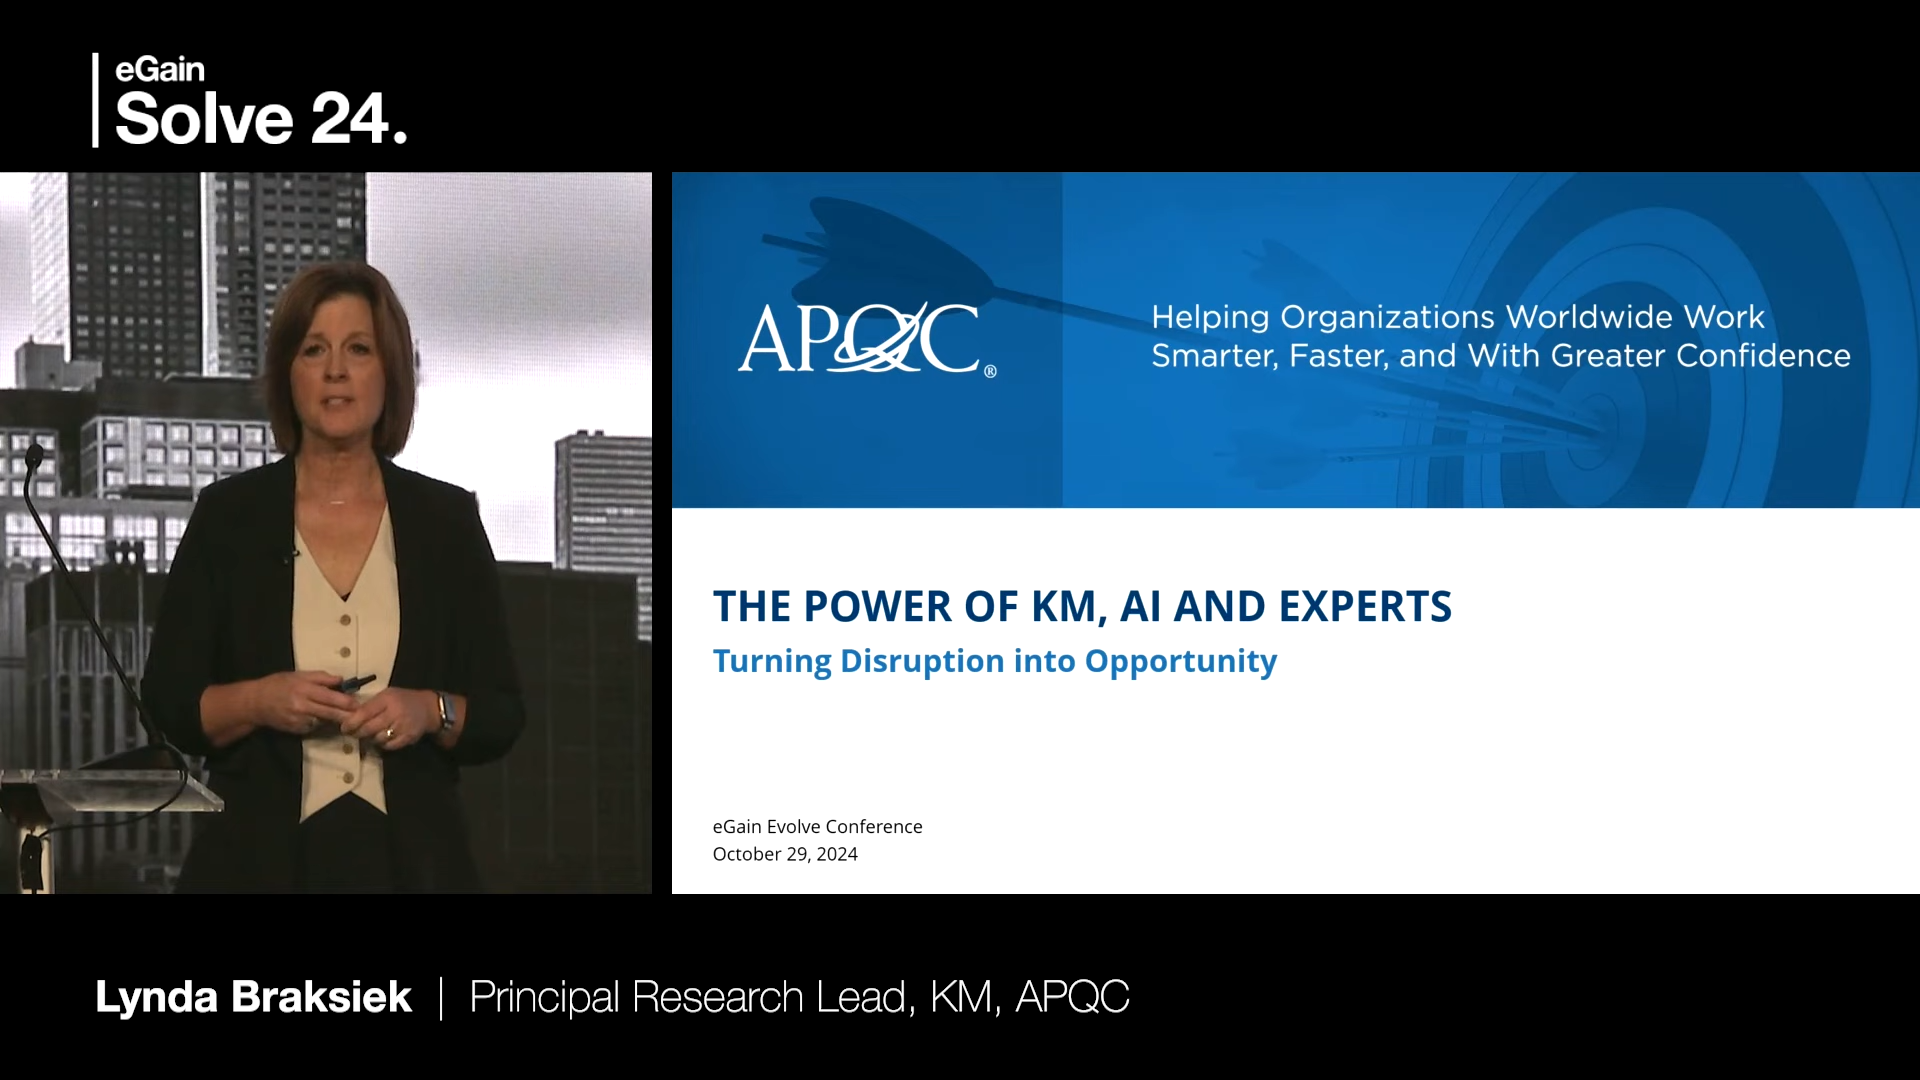 eGain
Solve 24.
APQC®
Helping Organizations Worldwide Work
Smarter, Faster, and With Greater Confidence
THE POWER OF KM, AI AND EXPERTS
Turning Disruption into Opportunity
eGain Evolve Conference
October 29, 2024
Lynda Braksiek | Principal Research Lead, KM, APQC